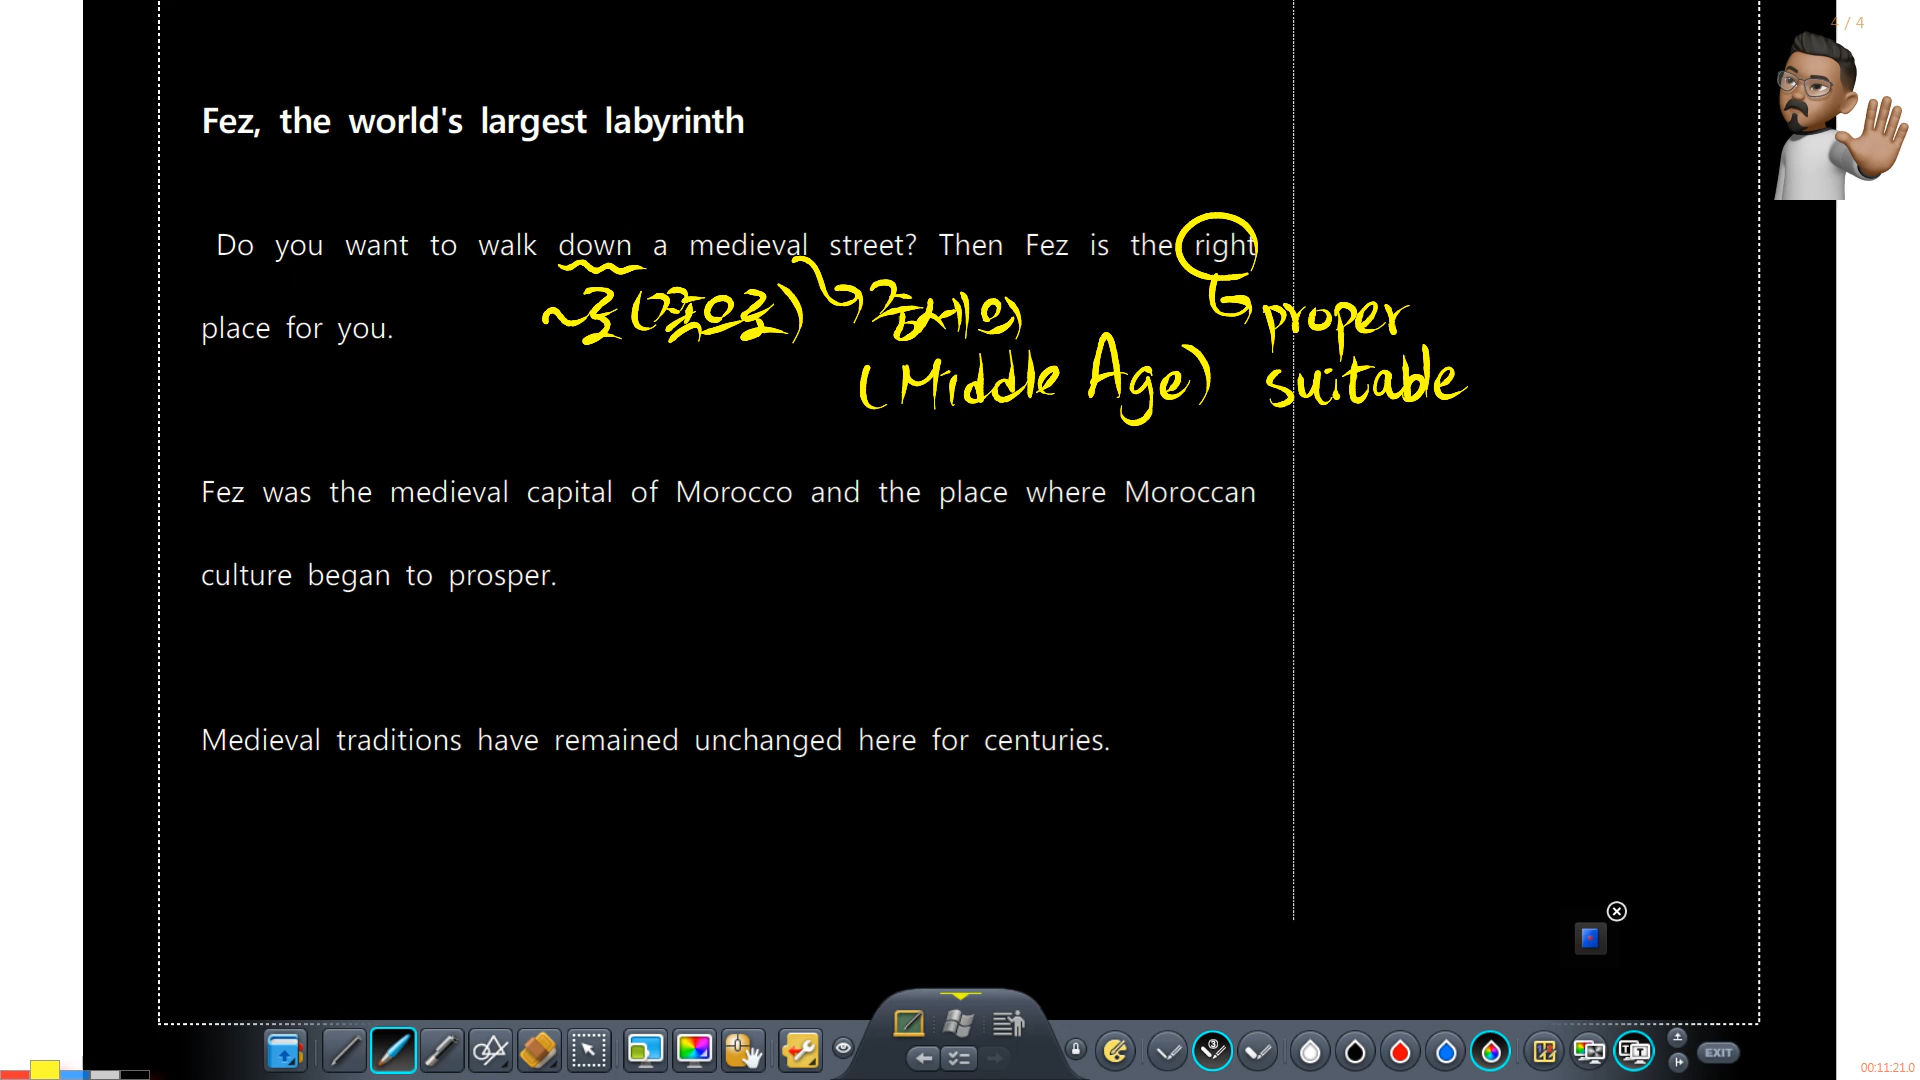 4 / 4
Fez, the world's largest labyrinth
Do you want to walk down a medieval street? Then Fez is the right
~로(쪽으로) 중세의 proper
place for you.
(Middle Age) suitable
Fez was the medieval capital of Morocco and the place where Moroccan
culture began to prosper.
Medieval traditions have remained unchanged here for centuries.
EXIT
00:11:21.0